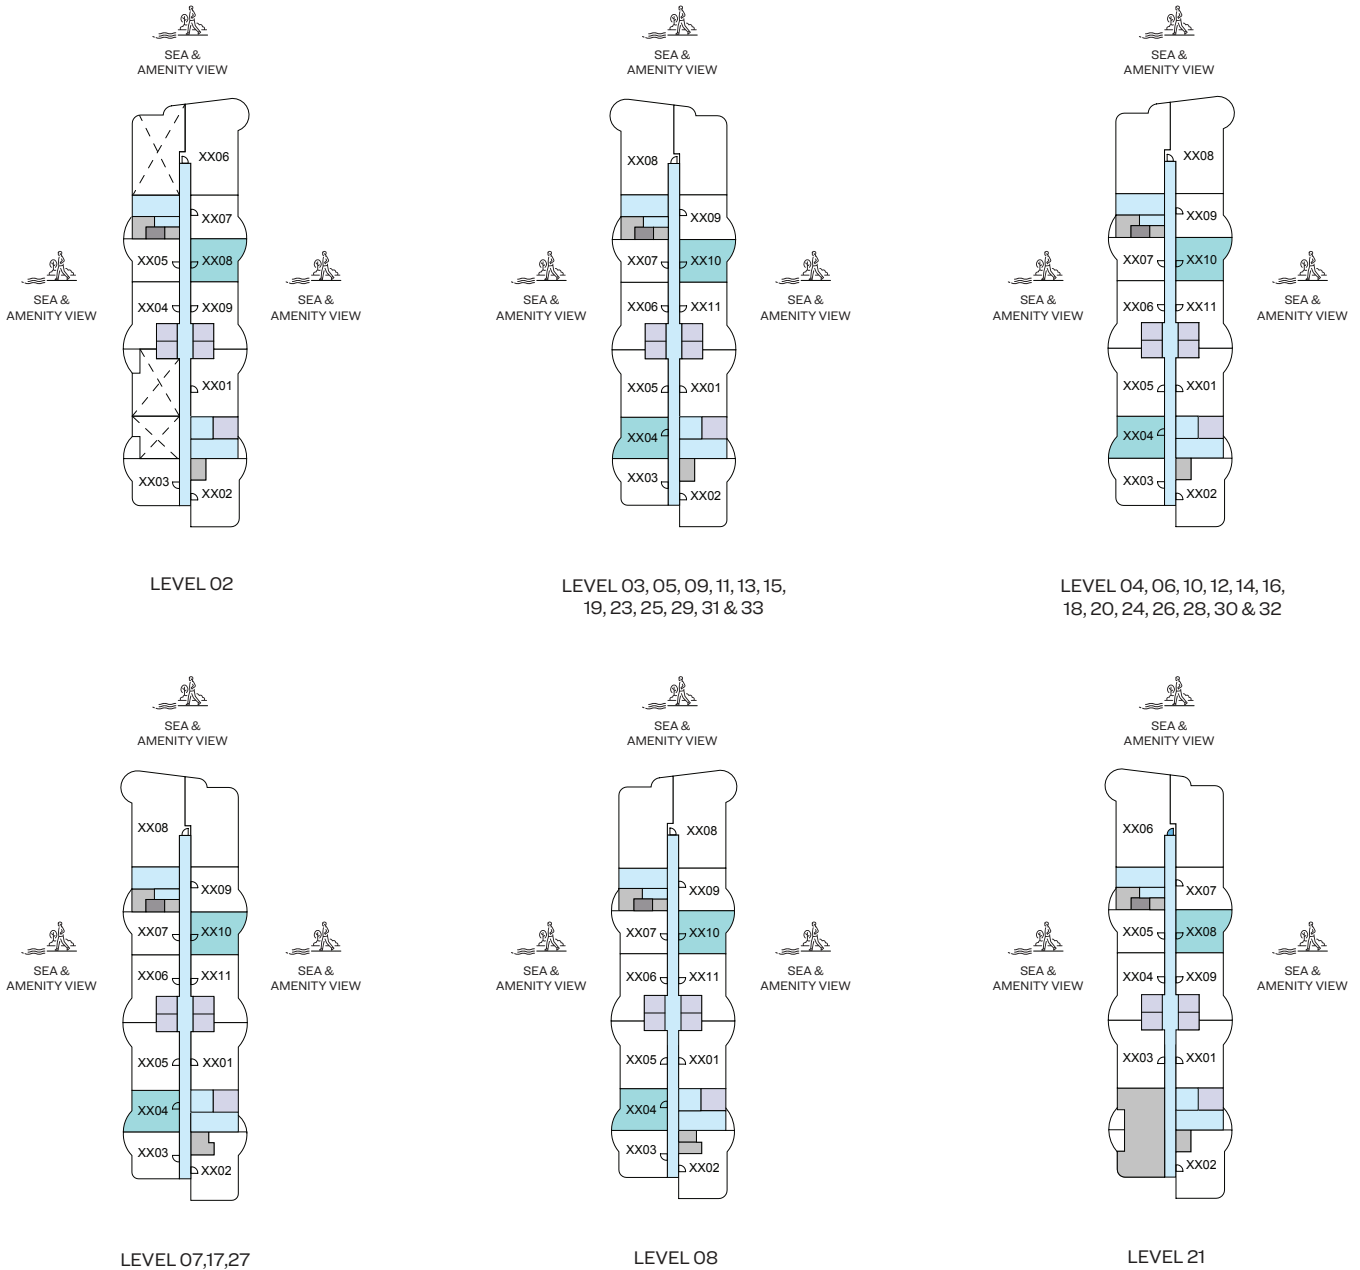 SEA &
AMENITY VIEW
SEA &
AMENITY VIEW
SEA &
AMENITY VIEW
XX06
XX07
XX05
XX08
XX04
XX09
XX01
XX03
XX02
SEA &
AMENITY VIEW
LEVEL 02
SEA &
AMENITY VIEW
SEA &
AMENITY VIEW
XX08
XX09
XX07
XX10
XX06
XX11
XX05
XX01
XX04
XX03
XX02
SEA &
AMENITY VIEW
LEVEL 03, 05, 09, 11, 13, 15,
19, 23, 25, 29, 31 & 33
SEA &
AMENITY VIEW
SEA &
AMENITY VIEW
XX08
XX09
XX07
XX10
XX06
XX11
XX05
XX01
XX04
XX03
XX02
SEA &
AMENITY VIEW
LEVEL 04, 06, 10, 12, 14, 16,
18, 20, 24, 26, 28, 30 & 32
SEA &
AMENITY VIEW
SEA &
AMENITY VIEW
XX08
XX09
XX07
XX10
XX06
XX11
XX05
XX01
XX04
XX03
XX02
SEA &
AMENITY VIEW
LEVEL 07,17,27
SEA &
AMENITY VIEW
SEA &
AMENITY VIEW
XX08
XX09
XX07
XX10
XX06
XX11
XX05
XX01
XX04
XX03
XX02
SEA &
AMENITY VIEW
LEVEL 08
SEA &
AMENITY VIEW
XX06
XX07
XX05
XX08
XX04
XX09
XX03
XX01
XX02
SEA &
AMENITY VIEW
LEVEL 21